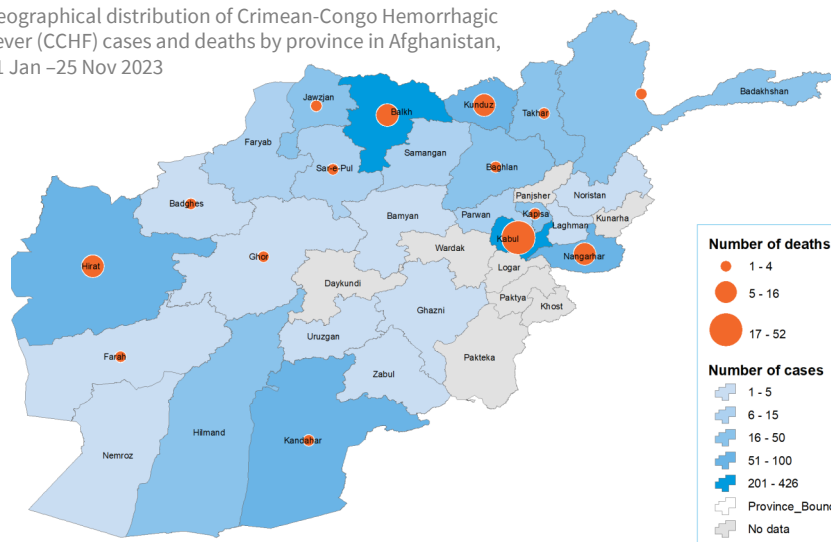 eographical distribution of Crimean-Congo Hemorrhagic
ever (CCHF) cases and deaths by province in Afghanistan,
1 Jan –25 Nov 2023
Jawzjan
Balkh
Kunduz
Takhar
Badakhshan
Faryab
Samangan
Sar-e-Pul
Baghlan
Badghes
Panjsher
Noristan
Bamyan
Parwan
Kapisa
Laghman
Kunarha
Hirat
Ghor
Wardak
Kabul
Nangarhar
Logar
Daykundi
Paktya
Khost
Ghazni
Uruzgan
Farah
Pakteka
Zabul
Hilmand
Kandahar
Nemroz
Number of deaths
1 - 4
5 - 16
17 - 52
Number of cases
1 - 5
6 - 15
16 - 50
51 - 100
201 - 426
Province_Bound
No data